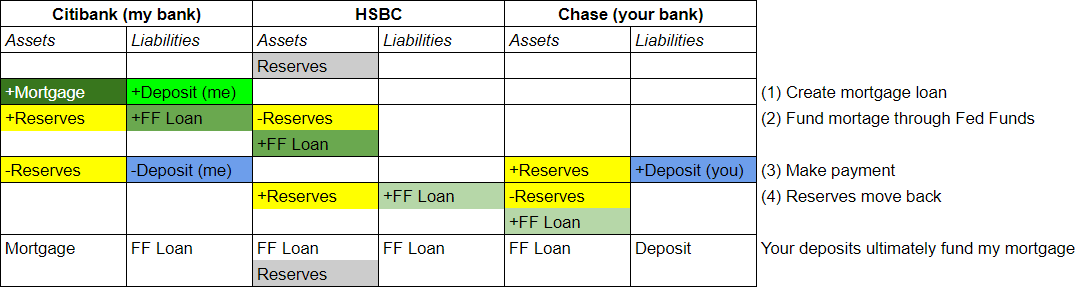 Citibank (my bank) HSBC Chase (your bank)
Assets Liabilities Assets Liabilities Assets Liabilities
Reserves
+Mortgage +Deposit (me) (1) Create mortgage loan
+Reserves +FF Loan -Reserves (2) Fund mortage through Fed Funds
+FF Loan
-Reserves -Deposit (me) +Reserves +Deposit (you) (3) Make payment
+Reserves +FF Loan -Reserves (4) Reserves move back
+FF Loan
Mortgage FF Loan FF Loan FF Loan FF Loan Deposit Your deposits ultimately fund my mortgage
Reserves